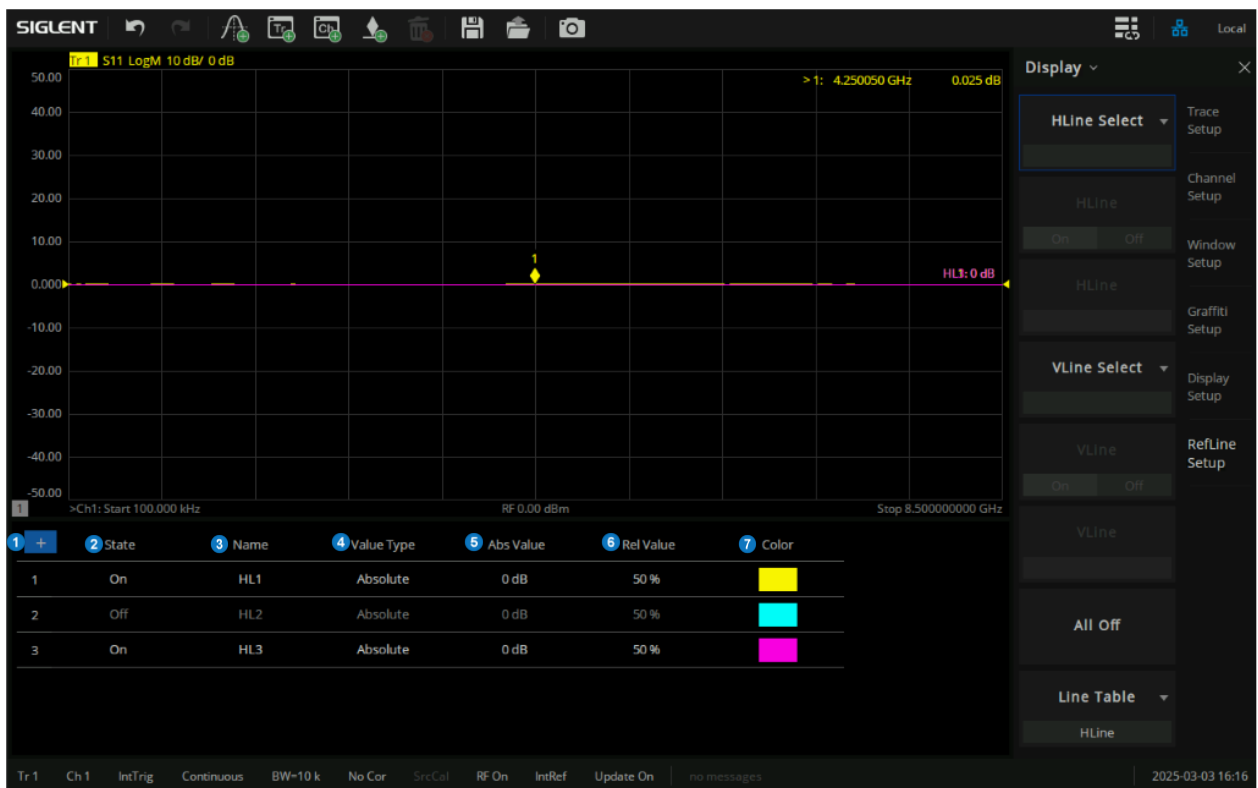 SIGLENT Tr Ch Local
Tr 1 S11 LogM 10 dB/ 0 dB
50.00
> 1: 4.250050 GHz 0.025 dB
40.00
30.00
20.00
10.00
1
0.000
-10.00
-20.00
-30.00
-40.00
-50.00
1 >Ch1: Start 100.000 kHz RF 0.00 dBm Stop 8.500000000 GHz
1 + 2 State 3 Name 4 Value Type 5 Abs Value 6 Rel Value 7 Color
1 On HL1 Absolute 0 dB 50 %
2 Off HL2 Absolute 0 dB 50 %
3 On HL3 Absolute 0 dB 50 %
Display
HLine Select
HLine
On Off
HLine
VLine Select
VLine
On Off
VLine
All Off
Line Table
HLine
Trace
Setup
Channel
Setup
Window
Setup
Graffiti
Setup
Display
Setup
RefLine
Setup
Tr 1 Ch 1 IntTrig Continuous BW=10 k No Cor SrcCal RF On IntRef Update On no messages 2025-03-03 16:16